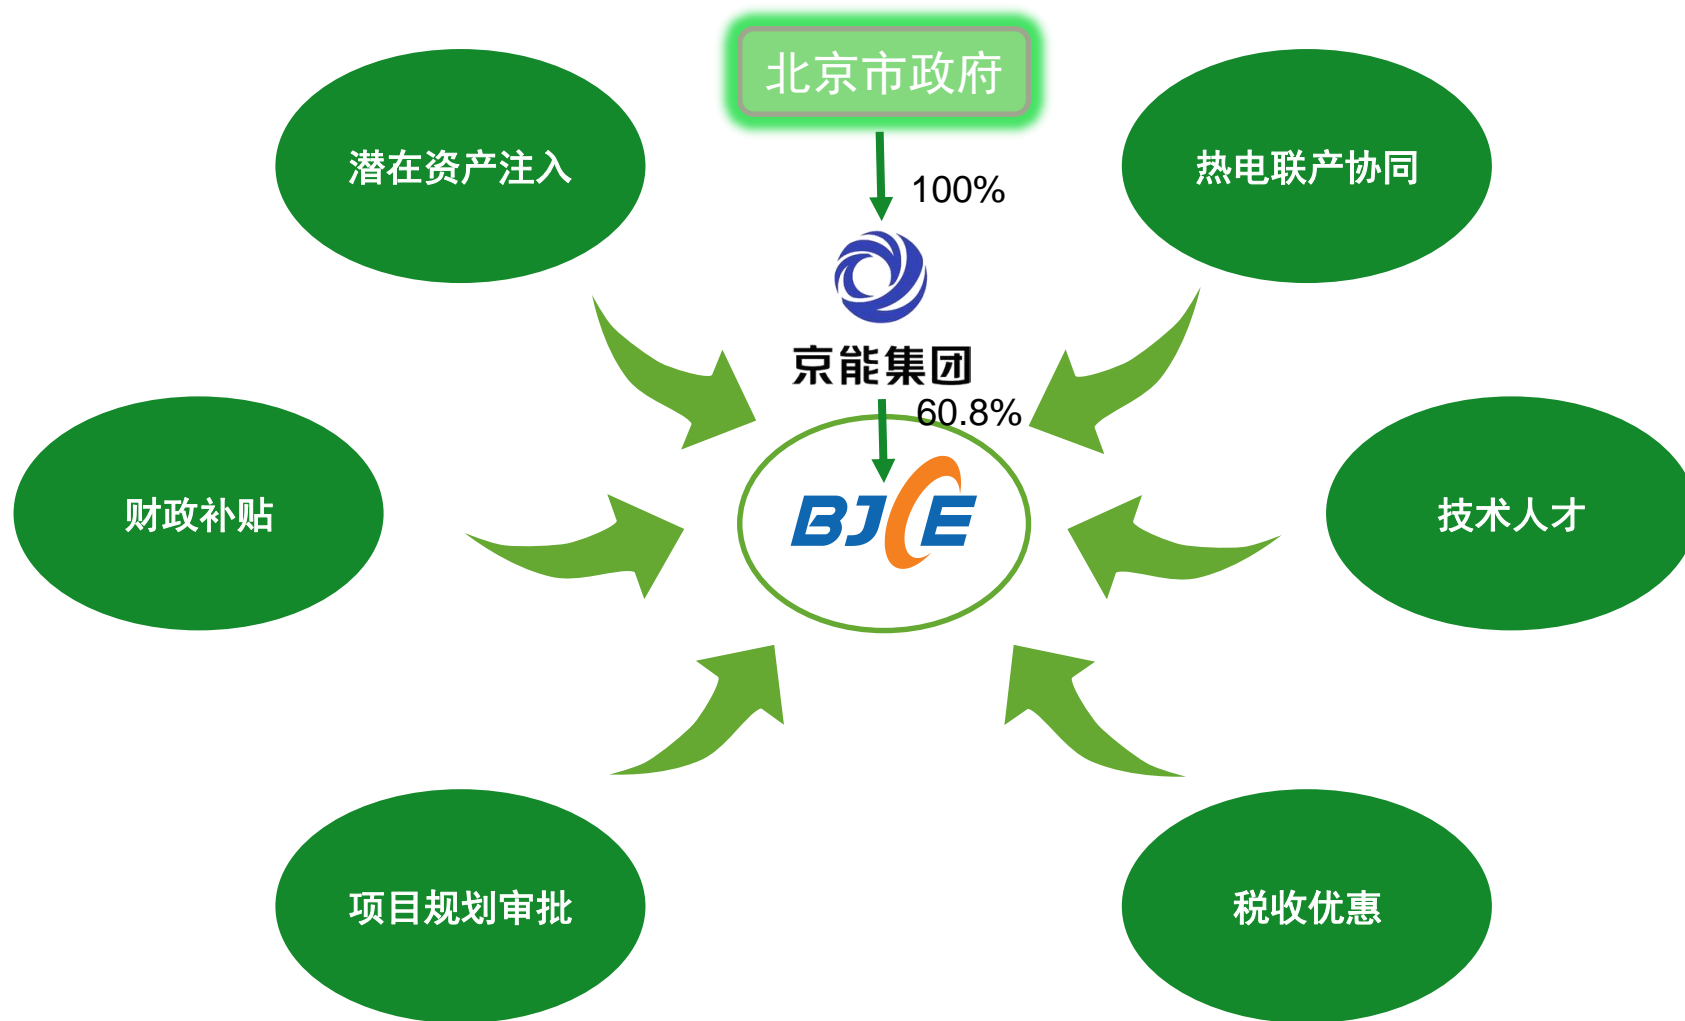 北京市政府
潜在资产注入
热电联产协同
100%
京能集团
60.8%
BJCE
财政补贴
技术人才
项目规划审批
税收优惠